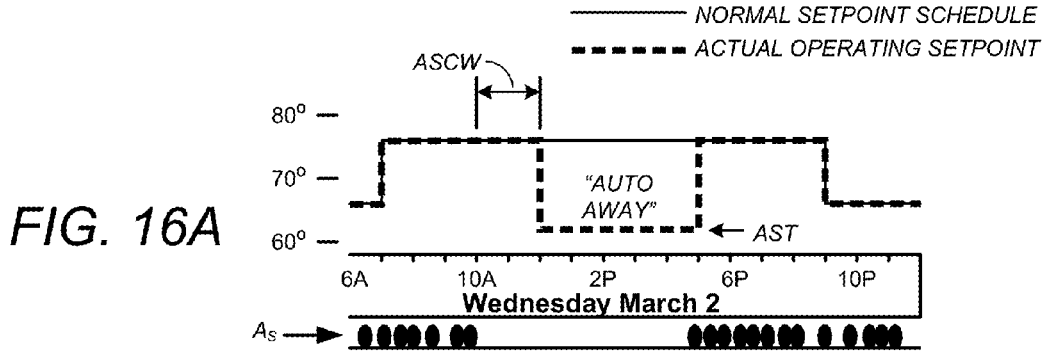 NORMAL SETPOINT SCHEDULE
ACTUAL OPERATING SETPOINT
ASCW
80°
70°
60°
"AUTO
AWAY"
AST
FIG. 16A
6A 10A 2P 6P 10P
Wednesday March 2
As